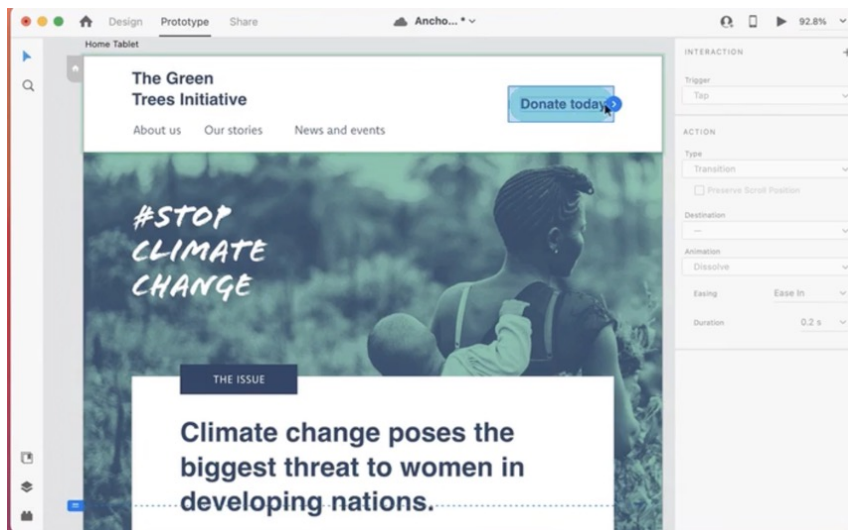 Design Prototype Share
Ancho... *
92.8%
Home Tablet
The Green
Trees Initiative
Donate today
About us Our stories News and events
#STOP
CLIMATE
CHANGE
THE ISSUE
Climate change poses the
biggest threat to women in
developing nations.
INTERACTION
Trigger
Tap
ACTION
Type
Transition
Preserve Scroll Position
Destination
—
Animation
Dissolve
Easing Ease In
Duration 0.2 s